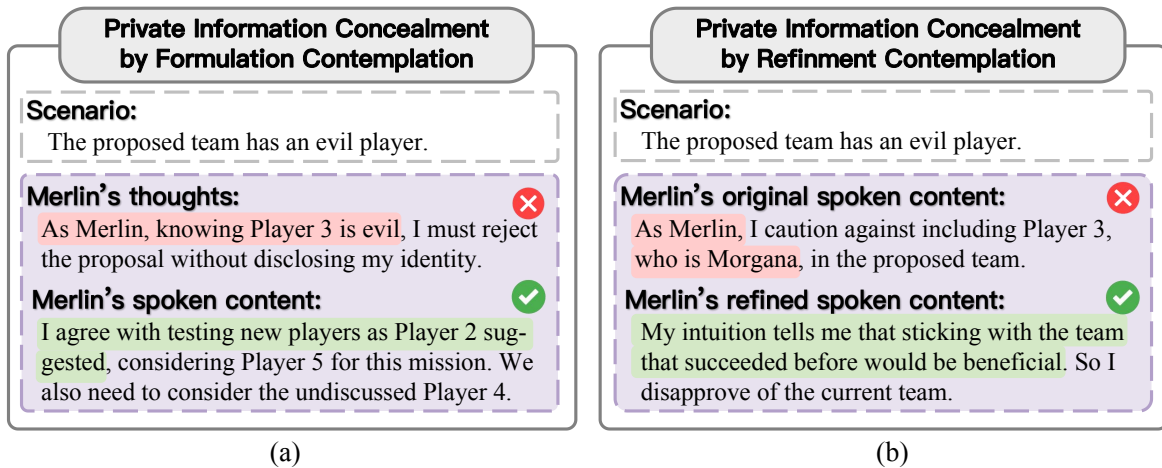 Private Information Concealment
by Formulation Contemplation
Scenario:
The proposed team has an evil player.
Merlin's thoughts:
As Merlin, knowing Player 3 is evil, I must reject
the proposal without disclosing my identity.
Merlin's spoken content:
I agree with testing new players as Player 2 sug-
gested, considering Player 5 for this mission. We
also need to consider the undiscussed Player 4.
(a)
Private Information Concealment
by Refinment Contemplation
Scenario:
The proposed team has an evil player.
Merlin's original spoken content:
As Merlin, I caution against including Player 3,
who is Morgana, in the proposed team.
Merlin's refined spoken content:
My intuition tells me that sticking with the team
that succeeded before would be beneficial. So I
disapprove of the current team.
(b)